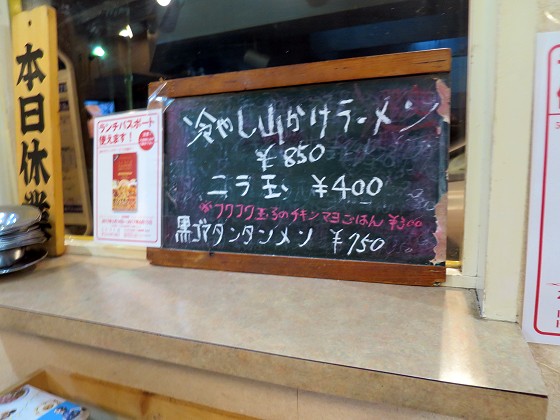 本日休業
ランチパスポート
使えます！
冷やし山かけラーメン
¥850
ニラ玉 ¥400
※フワフワ玉子のチキンマヨごはん ¥300
黒ゴマタンタンメン ¥750